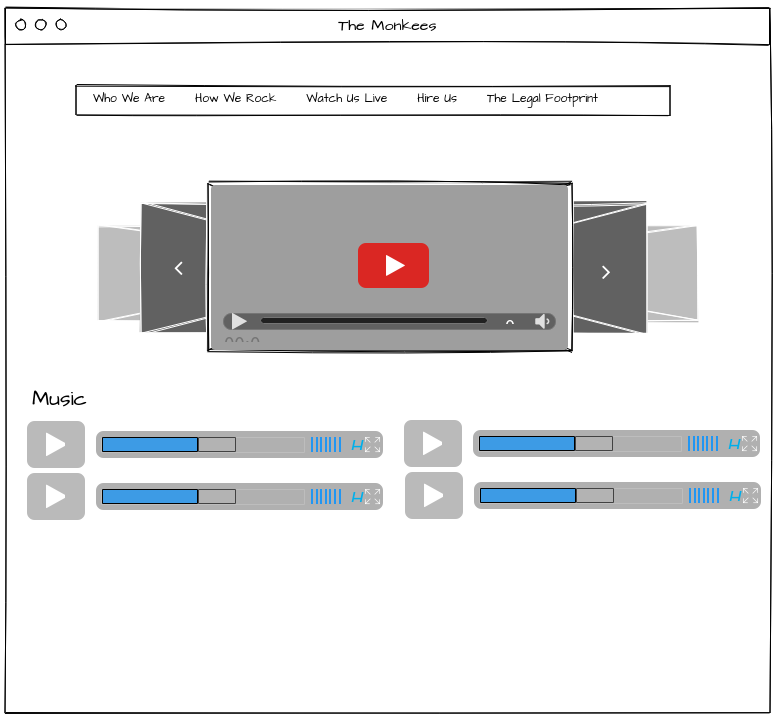 The Monkees
Who We Are How We Rock Watch Us Live Hire Us The Legal Footprint
Music
H H
H H